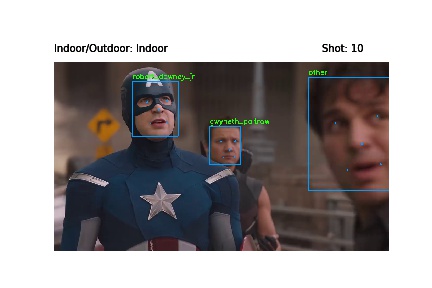 Indoor/Outdoor: Indoor
Shot: 10
robert_downey_jr
other
gwyneth_paltrow
A